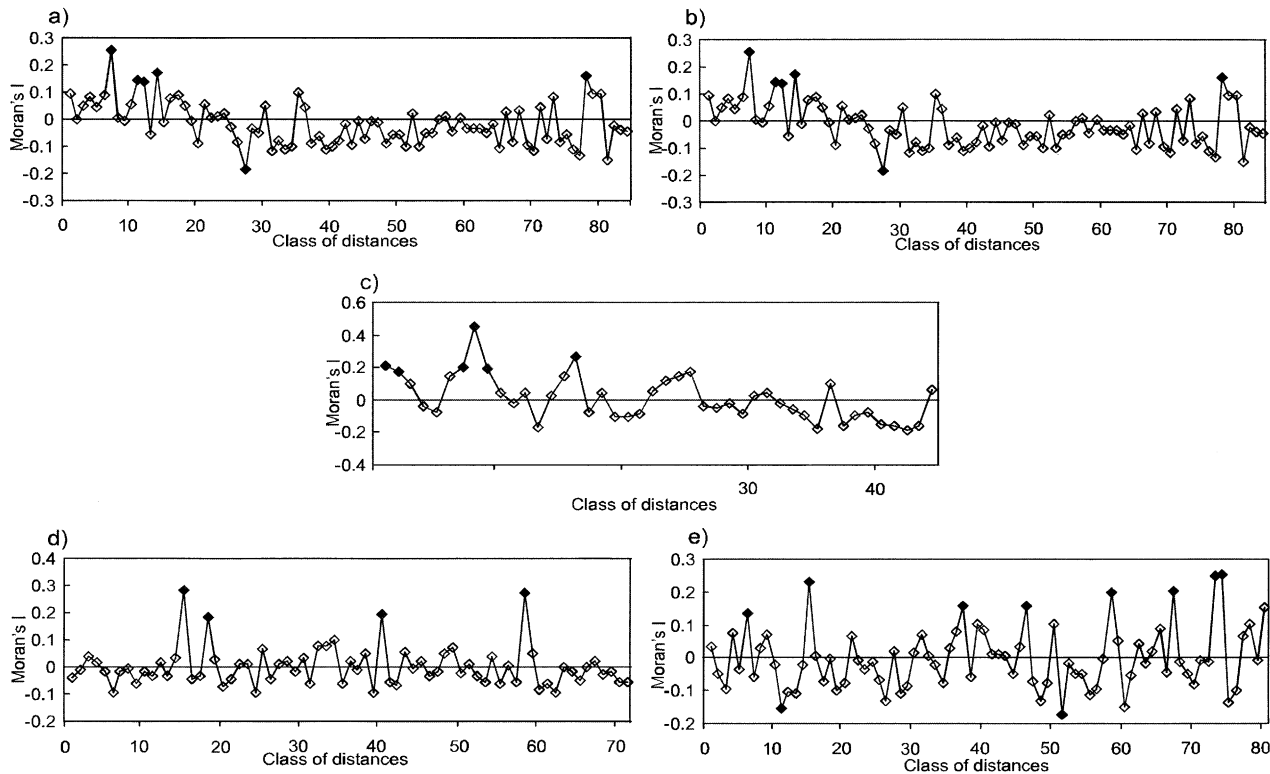 a)
0.3
0.2
0.1
0
-0.1
-0.2
-0.3
Moran's I
0 10 20 30 40 50 60 70 80
Class of distances
b)
0.3
0.2
0.1
0
-0.1
-0.2
-0.3
Moran's I
0 10 20 30 40 50 60 70 80
Class of distances
c)
0.6
0.4
0.2
0
-0.2
-0.4
Moran's I
30 40
Class of distances
d)
0.4
0.3
0.2
0.1
0
-0.1
-0.2
Moran's I
0 10 20 30 40 50 60 70
Class of distances
e)
0.3
0.2
0.1
0
-0.1
-0.2
Moran's I
0 10 20 30 40 50 60 70 80
Class of distances